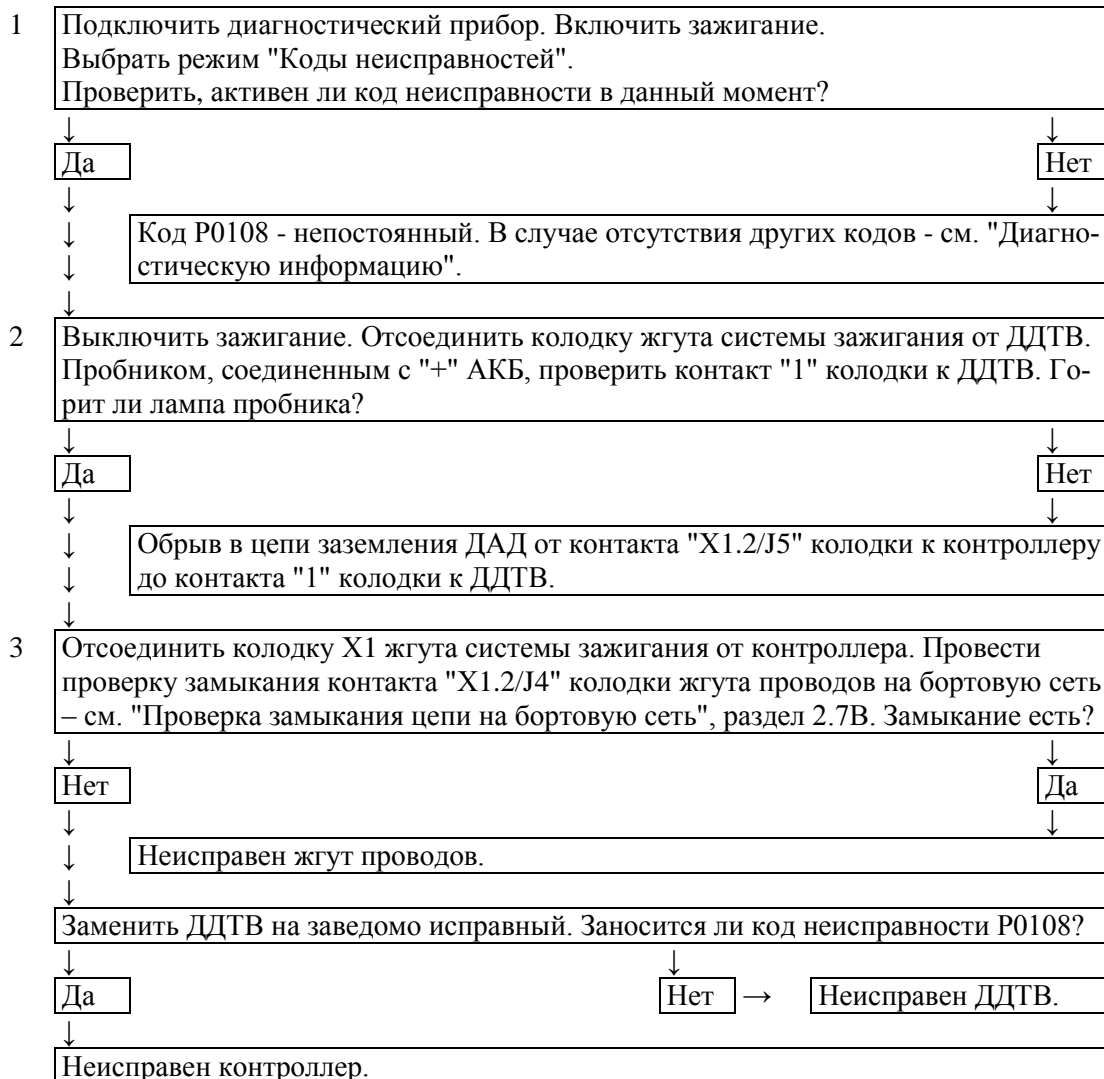 1 Подключить диагностический прибор. Включить зажигание.
Выбрать режим "Коды неисправностей".
Проверить, активен ли код неисправности в данный момент?
↓ ↓
Да Нет
↓ ↓
↓ Код Р0108 - непостоянный. В случае отсутствия других кодов - см. "Диагно-
↓ стическую информацию".
↓
2 Выключить зажигание. Отсоединить колодку жгута системы зажигания от ДДТВ.
Пробником, соединенным с "+" АКБ, проверить контакт "1" колодки к ДДТВ. Го-
рит ли лампа пробника?
↓ ↓
Да Нет
↓ ↓
↓ Обрыв в цепи заземления ДАД от контакта "Х1.2/J5" колодки к контроллеру
↓ до контакта "1" колодки к ДДТВ.
↓
3 Отсоединить колодку Х1 жгута системы зажигания от контроллера. Провести
проверку замыкания контакта "Х1.2/J4" колодки жгута проводов на бортовую сеть
– см. "Проверка замыкания цепи на бортовую сеть", раздел 2.7В. Замыкание есть?
↓ ↓
Нет Да
↓ ↓
↓ Неисправен жгут проводов.
↓
Заменить ДДТВ на заведомо исправный. Заносится ли код неисправности Р0108?
↓ ↓
Да Нет → Неисправен ДДТВ.
↓
Неисправен контроллер.